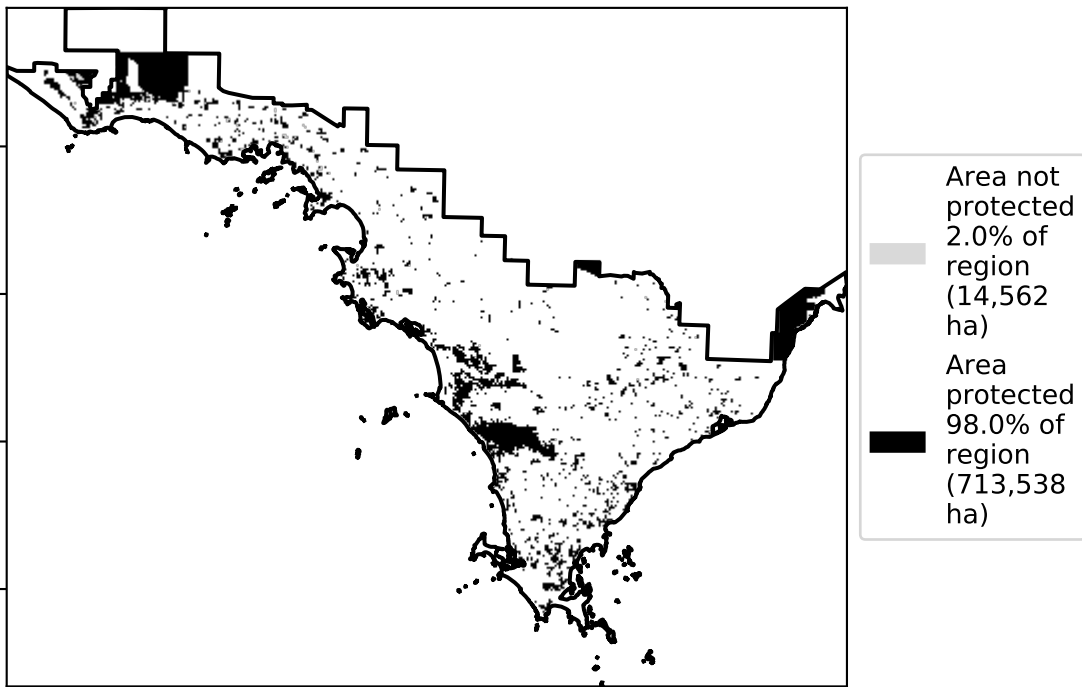 Area not
protected
2.0% of
region
(14,562
ha)
Area
protected
98.0% of
region
(713,538
ha)